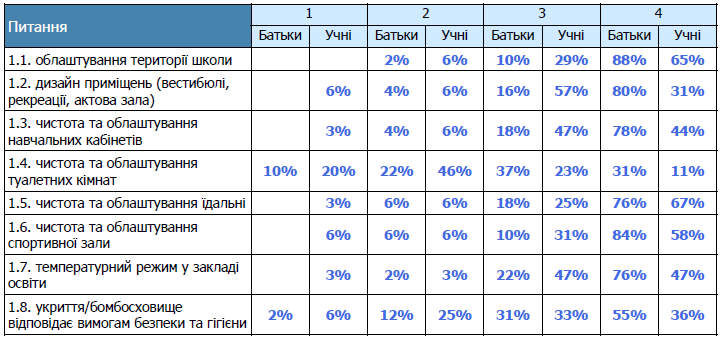 Питання 1 2 3 4
Батьки Учні Батьки Учні Батьки Учні Батьки Учні
1.1. облаштування території школи 2% 6% 10% 29% 88% 65%
1.2. дизайн приміщень (вестибюлі,
рекреації, актова зала) 6% 4% 6% 16% 57% 80% 31%
1.3. чистота та облаштування
навчальних кабінетів 3% 4% 6% 18% 47% 78% 44%
1.4. чистота та облаштування
туалетних кімнат 10% 20% 22% 46% 37% 23% 31% 11%
1.5. чистота та облаштування їдальні 3% 6% 6% 18% 25% 76% 67%
1.6. чистота та облаштування
спортивної зали 6% 6% 6% 10% 31% 84% 58%
1.7. температурний режим у закладі
освіти 3% 2% 3% 22% 47% 76% 47%
1.8. укриття/бомбосховище
відповідає вимогам безпеки та гігієни 2% 6% 12% 25% 31% 33% 55% 36%